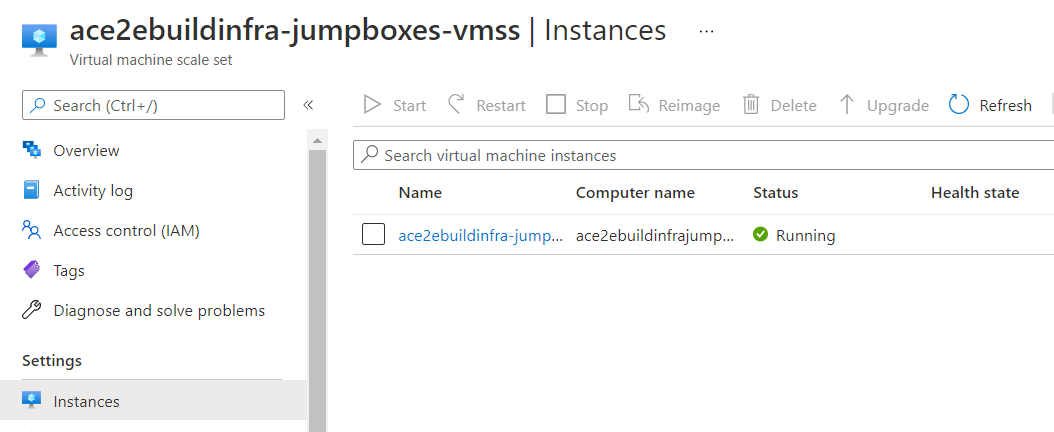 ace2ebuildinfra-jumpboxes-vmss | Instances ...
Virtual machine scale set
Search (Ctrl+/) «
Overview
Activity log
Access control (IAM)
Tags
Diagnose and solve problems
Settings
Instances
Start Restart Stop Reimage Delete Upgrade Refresh
Search virtual machine instances
Name Computer name Status Health state
ace2ebuildinfra-jump... ace2ebuildinfrajump... Running